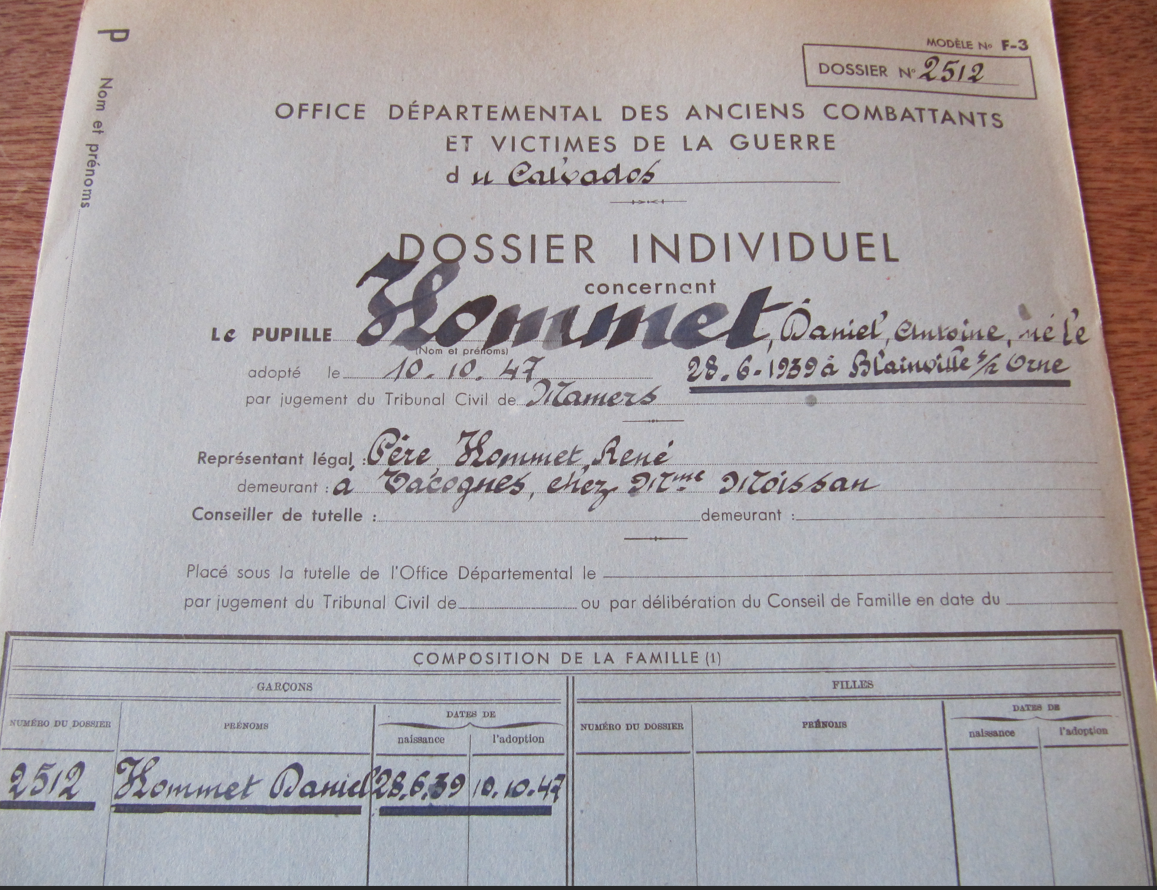 P
Nom et prénoms
MODÈLE No F-3
DOSSIER No 2512
OFFICE DÉPARTEMENTAL DES ANCIENS COMBATTANTS
ET VICTIMES DE LA GUERRE
du Calvados
DOSSIER INDIVIDUEL
concernant
Le PUPILLE Hommet, Daniel, Antoine, né le
(Nom et prénoms)
adopté le 10.10.47 28.6.1939 à Blainville s/ Orne
par jugement du Tribunal Civil de Mamers
Représentant légal : Père Hommet, René
demeurant : à Vacognes, chez Mme Moissan
Conseiller de tutelle : demeurant :
Placé sous la tutelle de l'Office Départemental le
par jugement du Tribunal Civil de ou par délibération du Conseil de Famille en date du
COMPOSITION DE LA FAMILLE (1)
GARÇONS FILLES
NUMÉRO DU DOSSIER PRÉNOMS DATES DE NUMÉRO DU DOSSIER PRÉNOMS DATES DE
naissance l'adoption naissance l'adoption
2512 Hommet Daniel 28.6.39 10.10.47